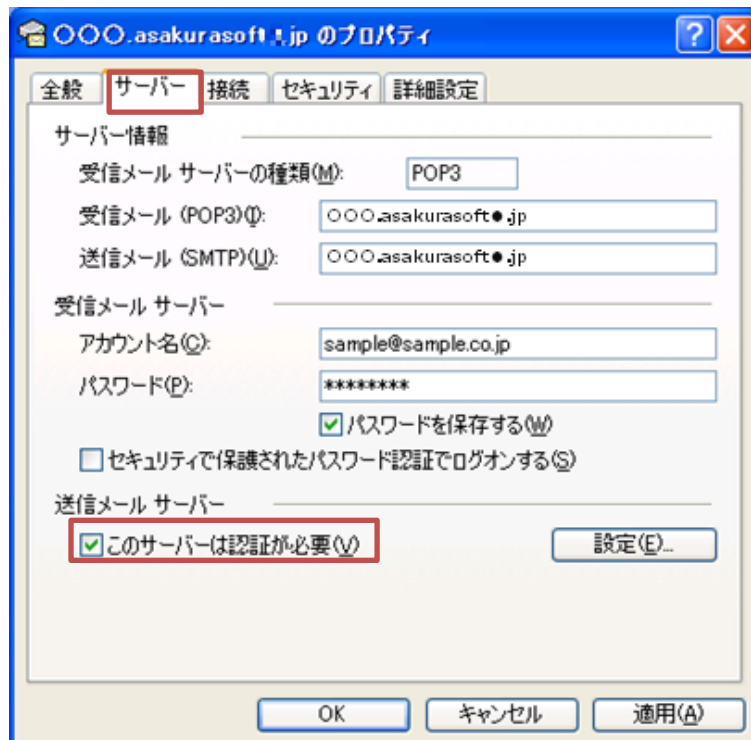 〇〇〇.asakurasoft.jp のプロパティ
全般 サーバー 接続 セキュリティ 詳細設定
サーバー情報
受信メール サーバーの種類(M): POP3
受信メール (POP3)(I): 〇〇〇.asakurasoft●.jp
送信メール (SMTP)(U): 〇〇〇.asakurasoft●.jp
受信メール サーバー
アカウント名(C): sample@sample.co.jp
パスワード(P): ********
パスワードを保存する(W)
セキュリティで保護されたパスワード認証でログオンする(S)
送信メール サーバー
このサーバーは認証が必要(V) 設定(E)...
OK キャンセル 適用(A)